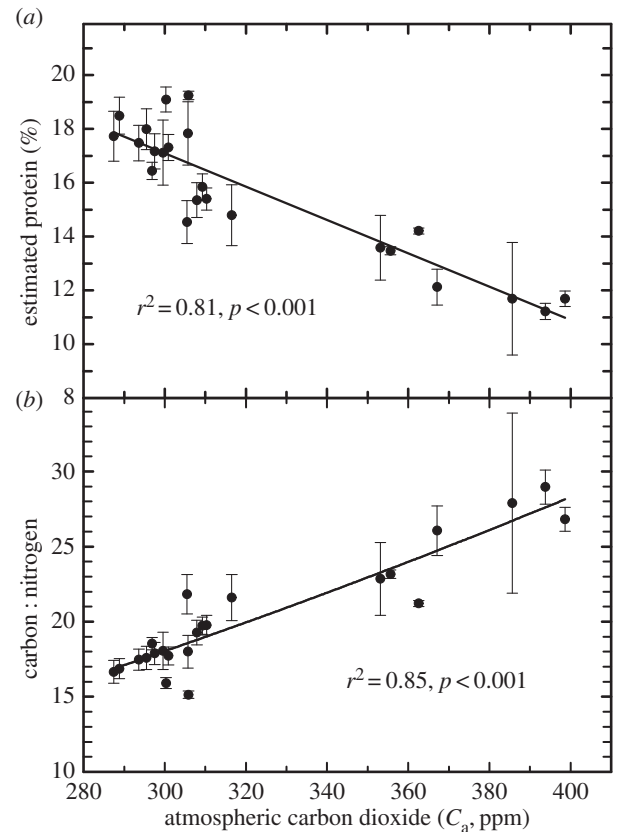 (a)
20
18
16
14
12
10
8
estimated protein (%)
r² = 0.81, p < 0.001
(b)
30
25
20
15
10
carbon : nitrogen
r² = 0.85, p < 0.001
280 300 320 340 360 380 400
atmospheric carbon dioxide (Cₐ, ppm)